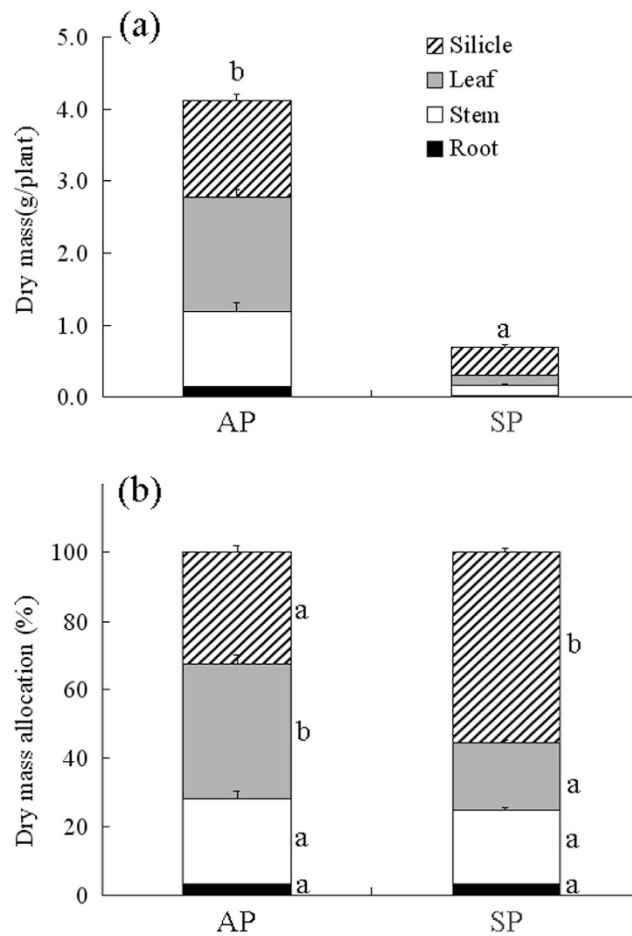 (a)
5.0
4.0
3.0
2.0
1.0
0.0
Dry mass(g/plant)
b
a
Silicle
Leaf
Stem
Root
AP SP
(b)
100
80
60
40
20
0
Dry mass allocation (%)
a
b
a
a
b
a
a
a
AP SP